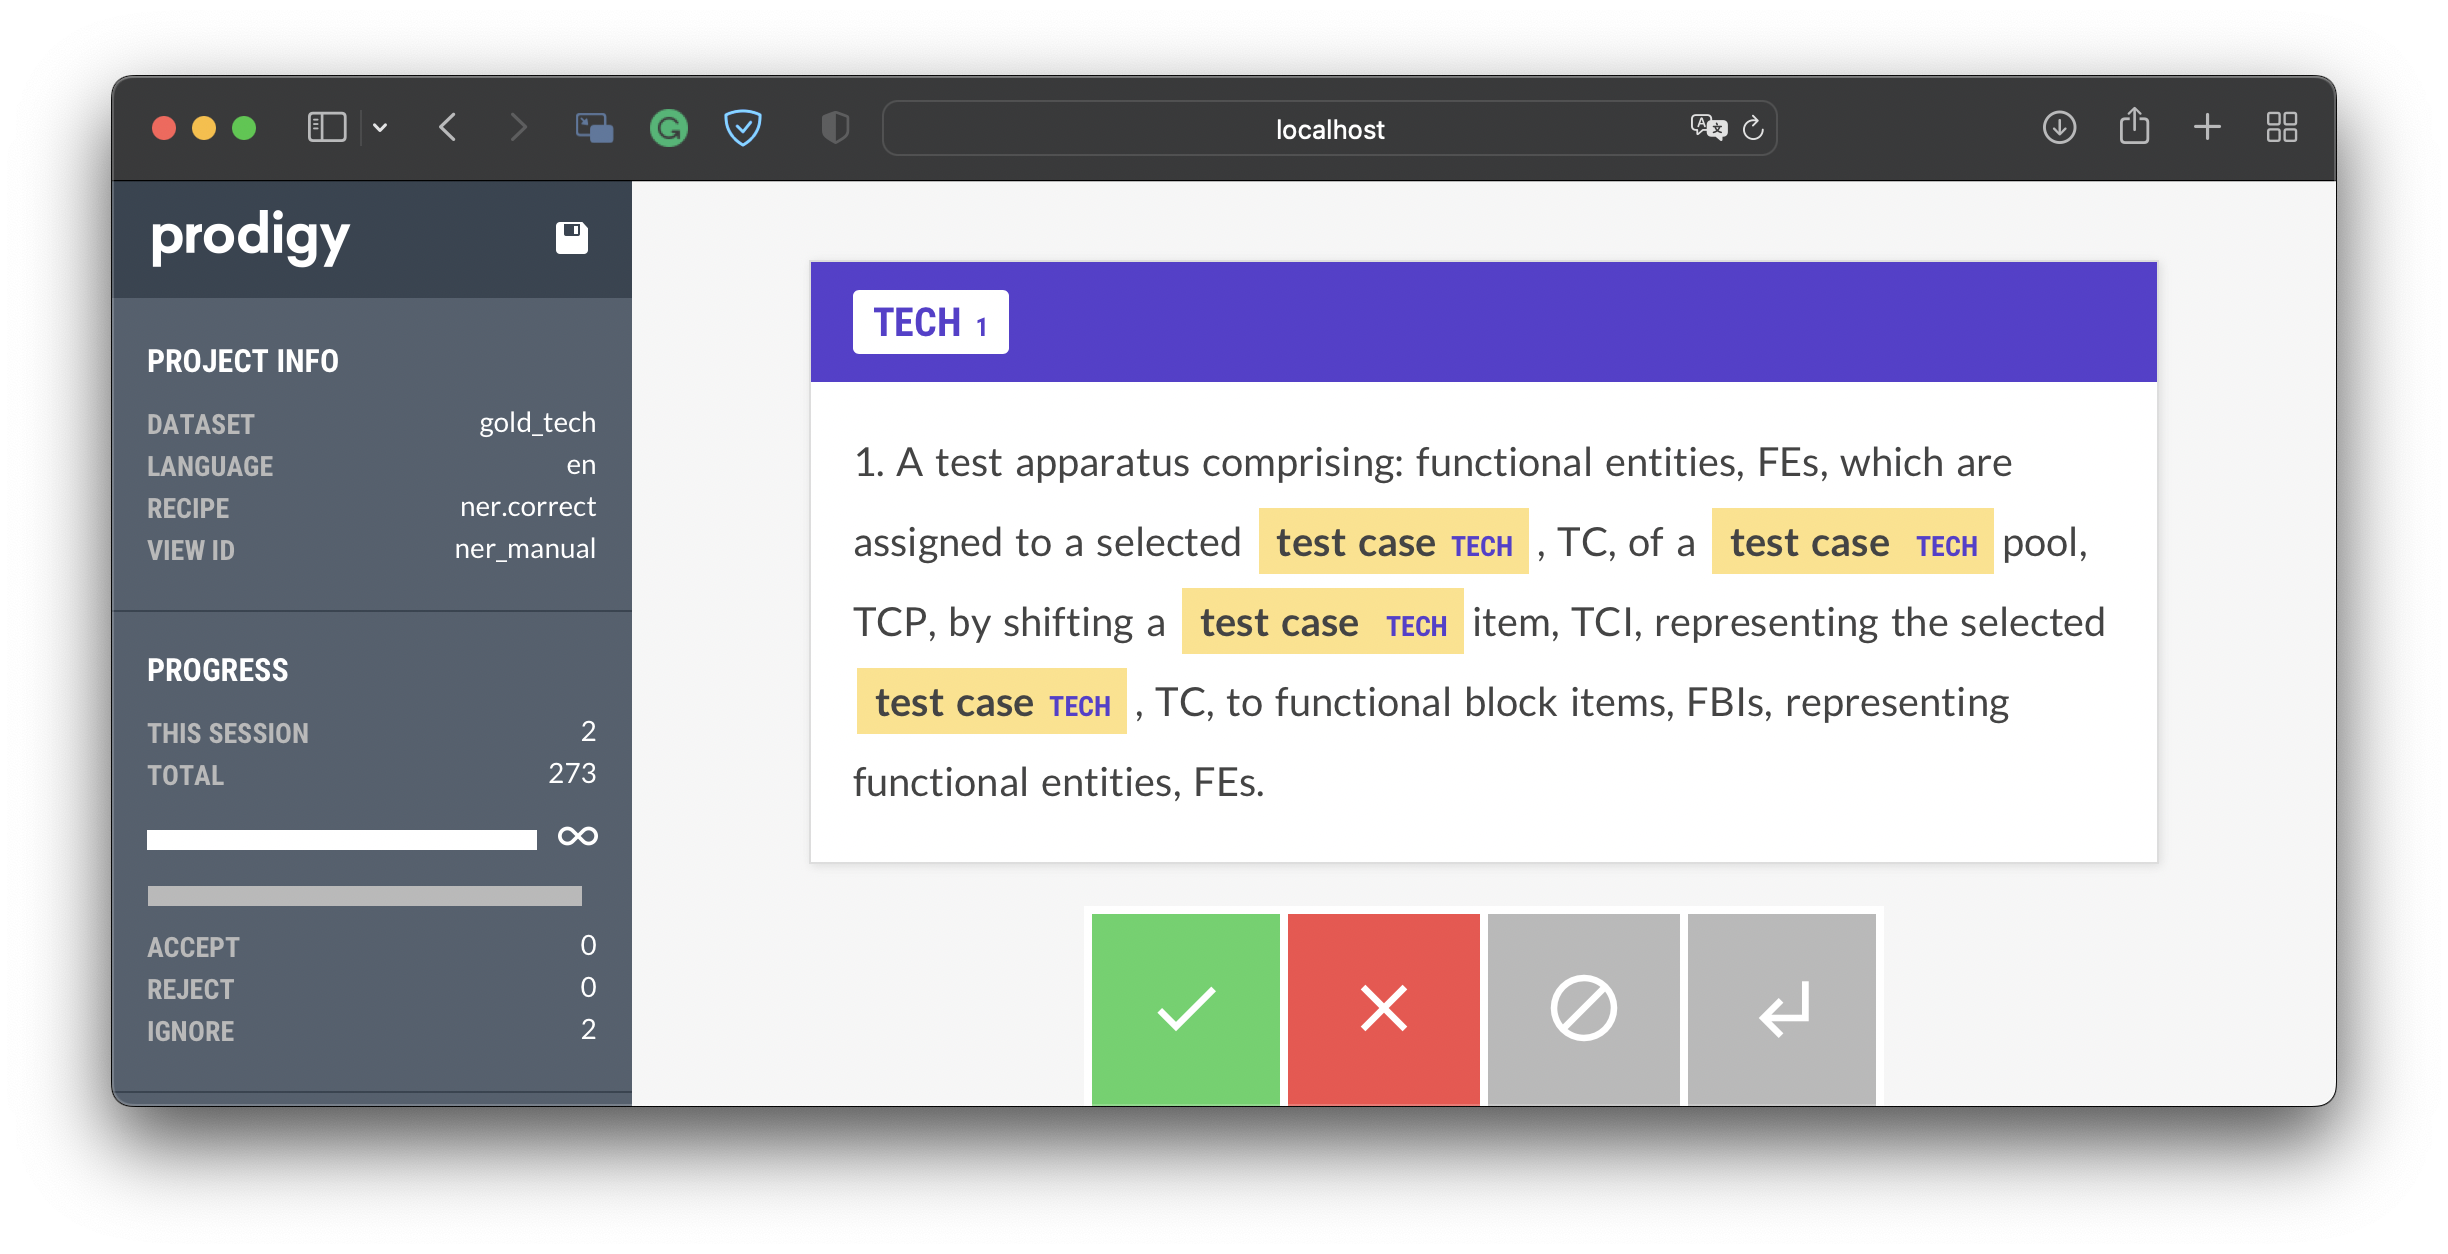 localhost
prodigy
PROJECT INFO
DATASET gold_tech
LANGUAGE en
RECIPE ner.correct
VIEW ID ner_manual
PROGRESS
THIS SESSION 2
TOTAL 273
∞
ACCEPT 0
REJECT 0
IGNORE 2
TECH 1
1. A test apparatus comprising: functional entities, FEs, which are
assigned to a selected test case TECH , TC, of a test case TECH pool,
TCP, by shifting a test case TECH item, TCI, representing the selected
test case TECH , TC, to functional block items, FBIs, representing
functional entities, FEs.